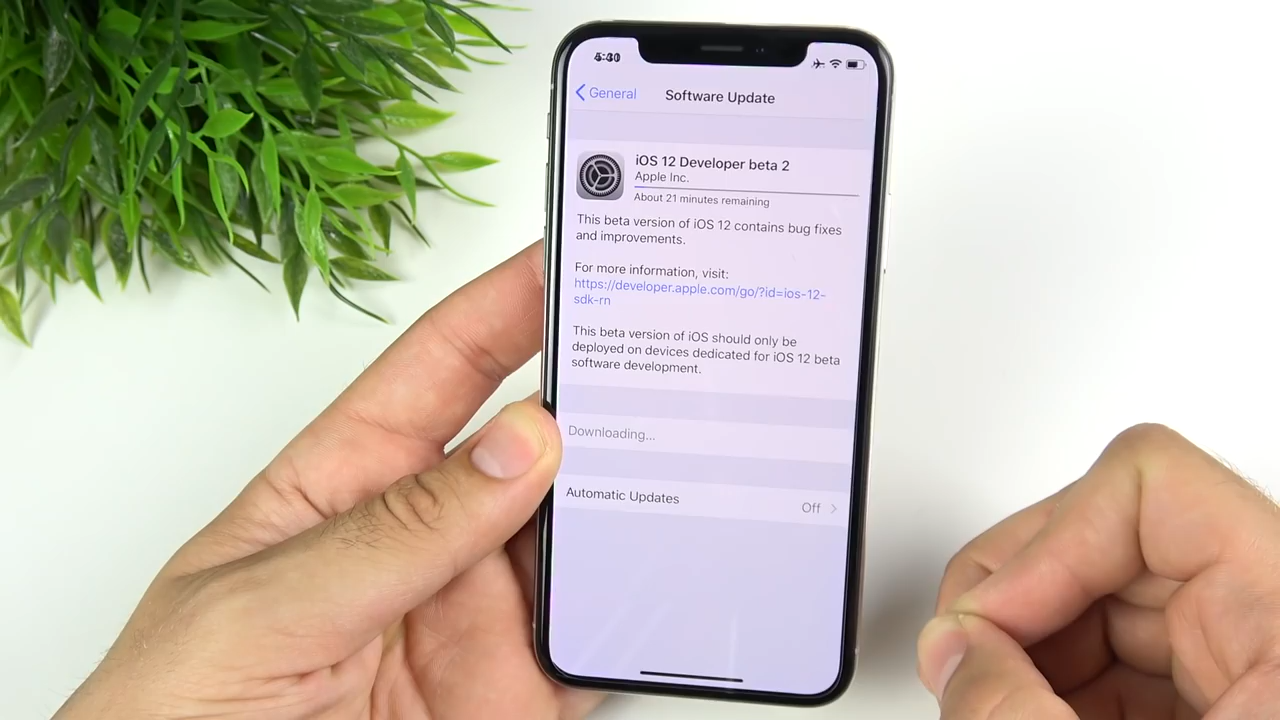 General
Software Update
iOS 12 Developer beta 2
Apple Inc.
About 21 minutes remaining
This beta version of iOS 12 contains bug fixes
and improvements.
For more information, visit:
https://developer.apple.com/go/?id=ios-12-
sdk-rn
This beta version of iOS should only be
deployed on devices dedicated for iOS 12 beta
software development.
Downloading...
Automatic Updates
Off